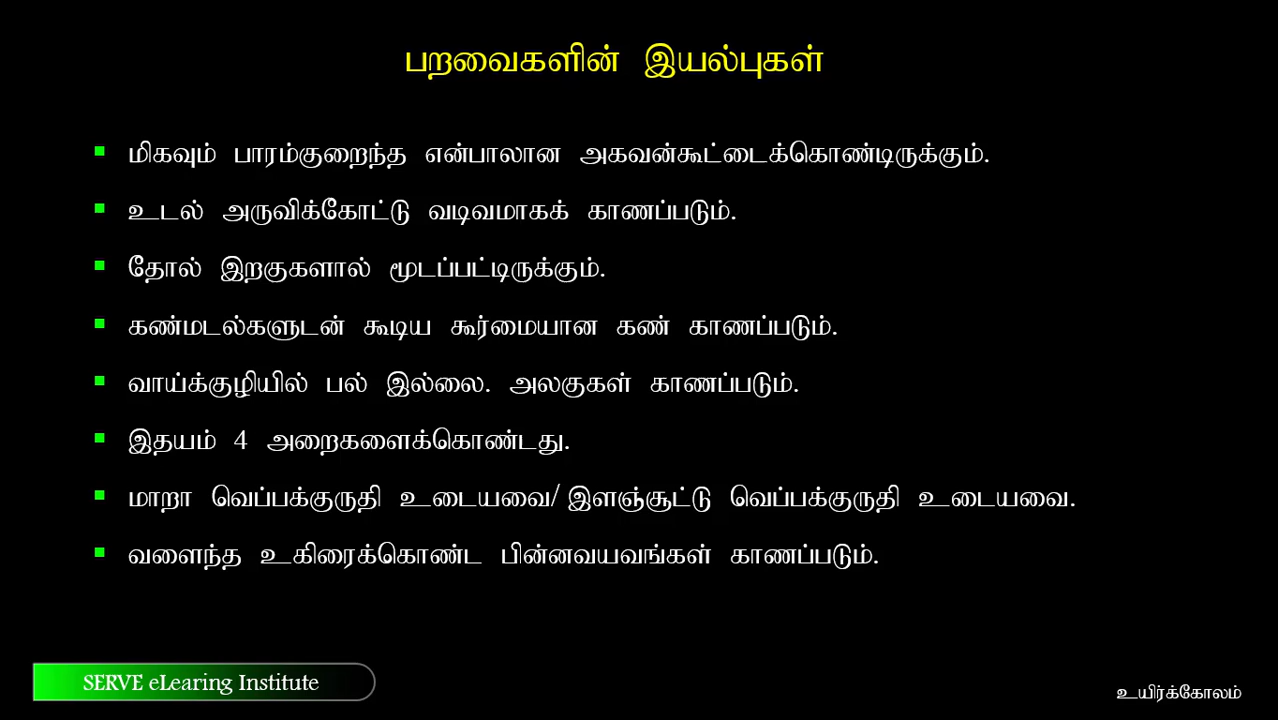 பறவைகளின் இயல்புகள்
மிகவும் பாரம்குறைந்த என்பாலான அகவன்கூட்டைக்கொண்டிருக்கும்.
உடல் அருவிக்கோட்டு வடிவமாகக் காணப்படும்.
தோல் இறகுகளால் மூடப்பட்டிருக்கும்.
கண்மடல்களுடன் கூடிய கூர்மையான கண் காணப்படும்.
வாய்க்குழியில் பல் இல்லை. அலகுகள் காணப்படும்.
இதயம் 4 அறைகளைக்கொண்டது.
மாறா வெப்பக்குருதி உடையவை/ இளஞ்சூட்டு வெப்பக்குருதி உடையவை.
வளைந்த உகிரைக்கொண்ட பின்னவயவங்கள் காணப்படும்.
SERVE eLearing Institute
உயிர்க்கோலம்